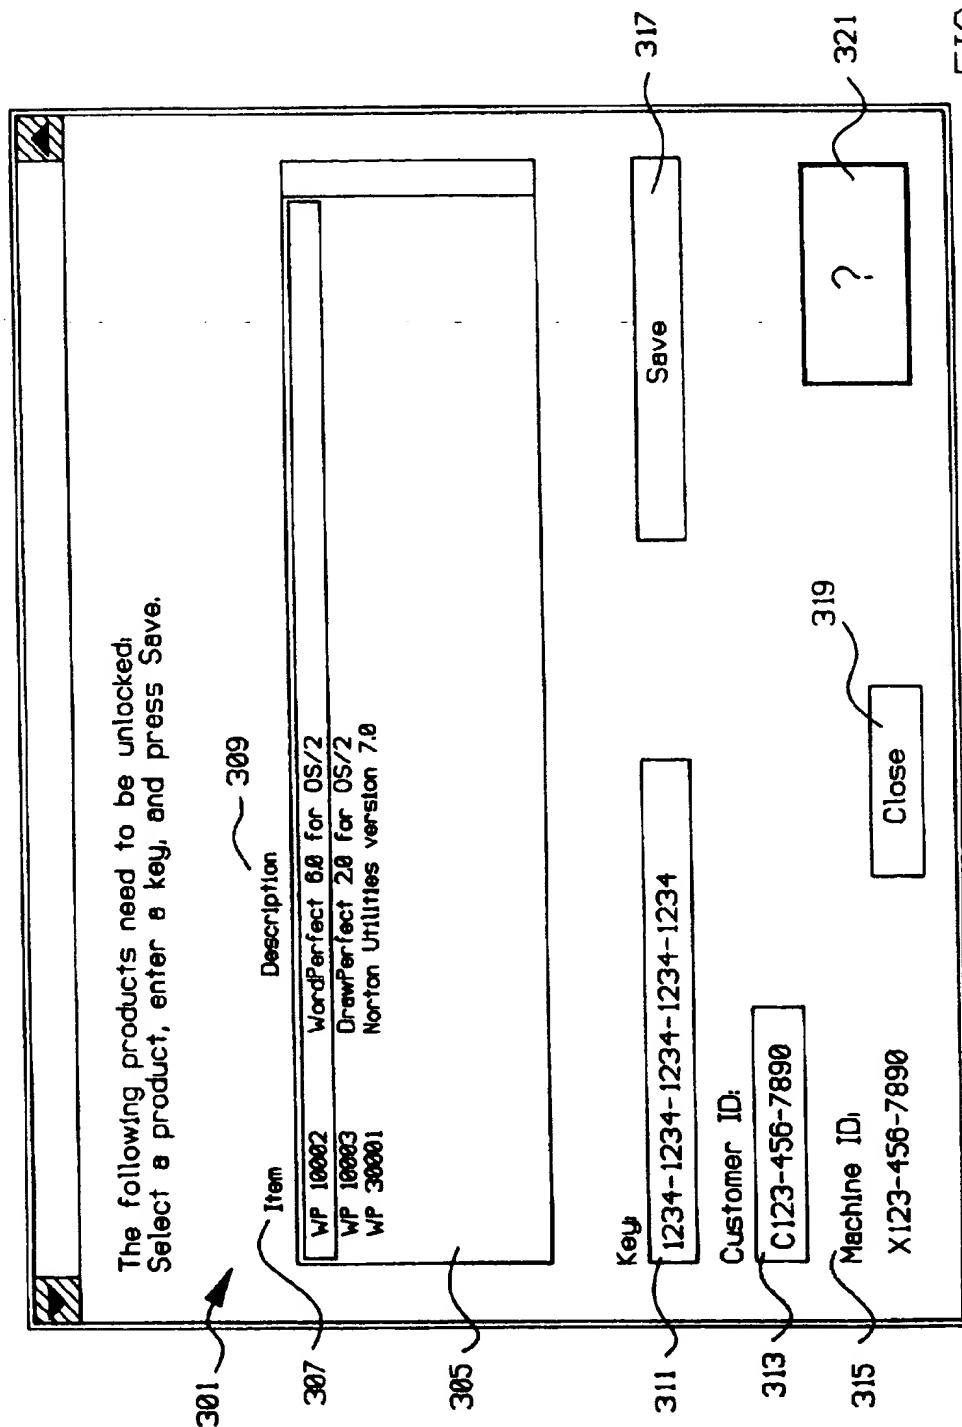 The following products need to be unlocked:
Select a product, enter a key, and press Save.
301
307
Item
Description
309
WP 10002 WordPerfect 6.0 for OS/2
WP 10003 DrawPerfect 2.0 for OS/2
WP 30001 Norton Utilities version 7.0
305
Key:
311
1234-1234-1234-1234-1234
Save
317
Customer ID:
313
C123-456-7890
?
321
Machine ID:
315
X123-456-7890
Close
319